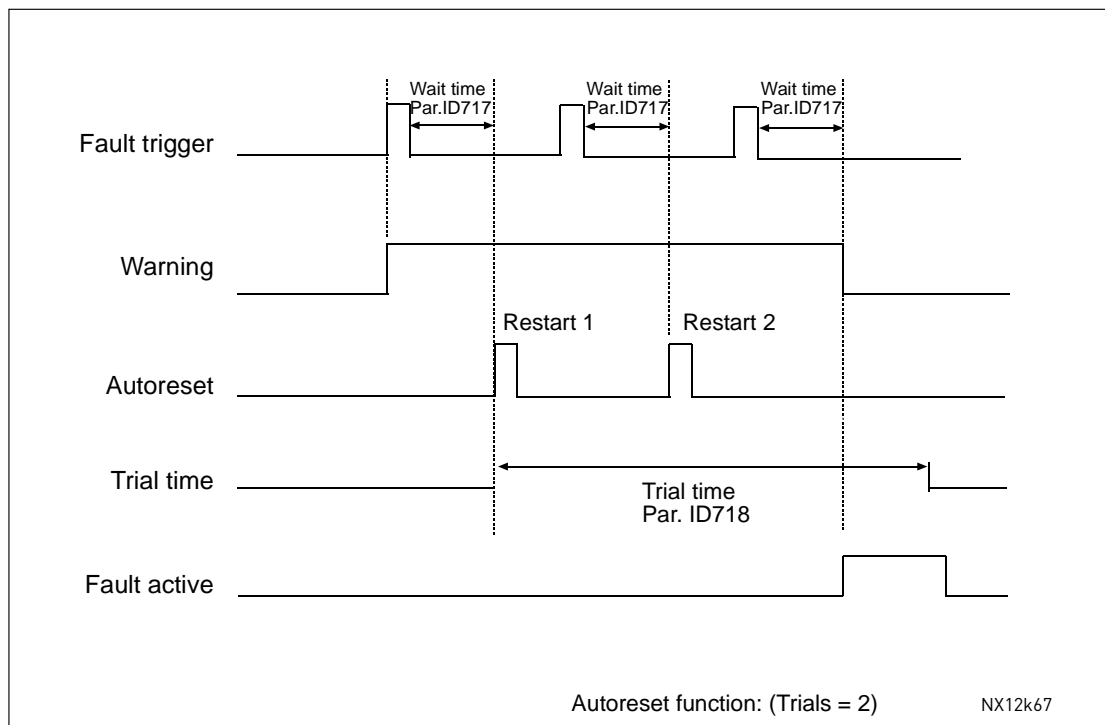 Wait time
Par.ID717
Wait time
Par.ID717
Wait time
Par.ID717
Fault trigger
Warning
Restart 1
Restart 2
Autoreset
Trial time
Trial time
Par. ID718
Fault active
Autoreset function: (Trials = 2)
NX12k67